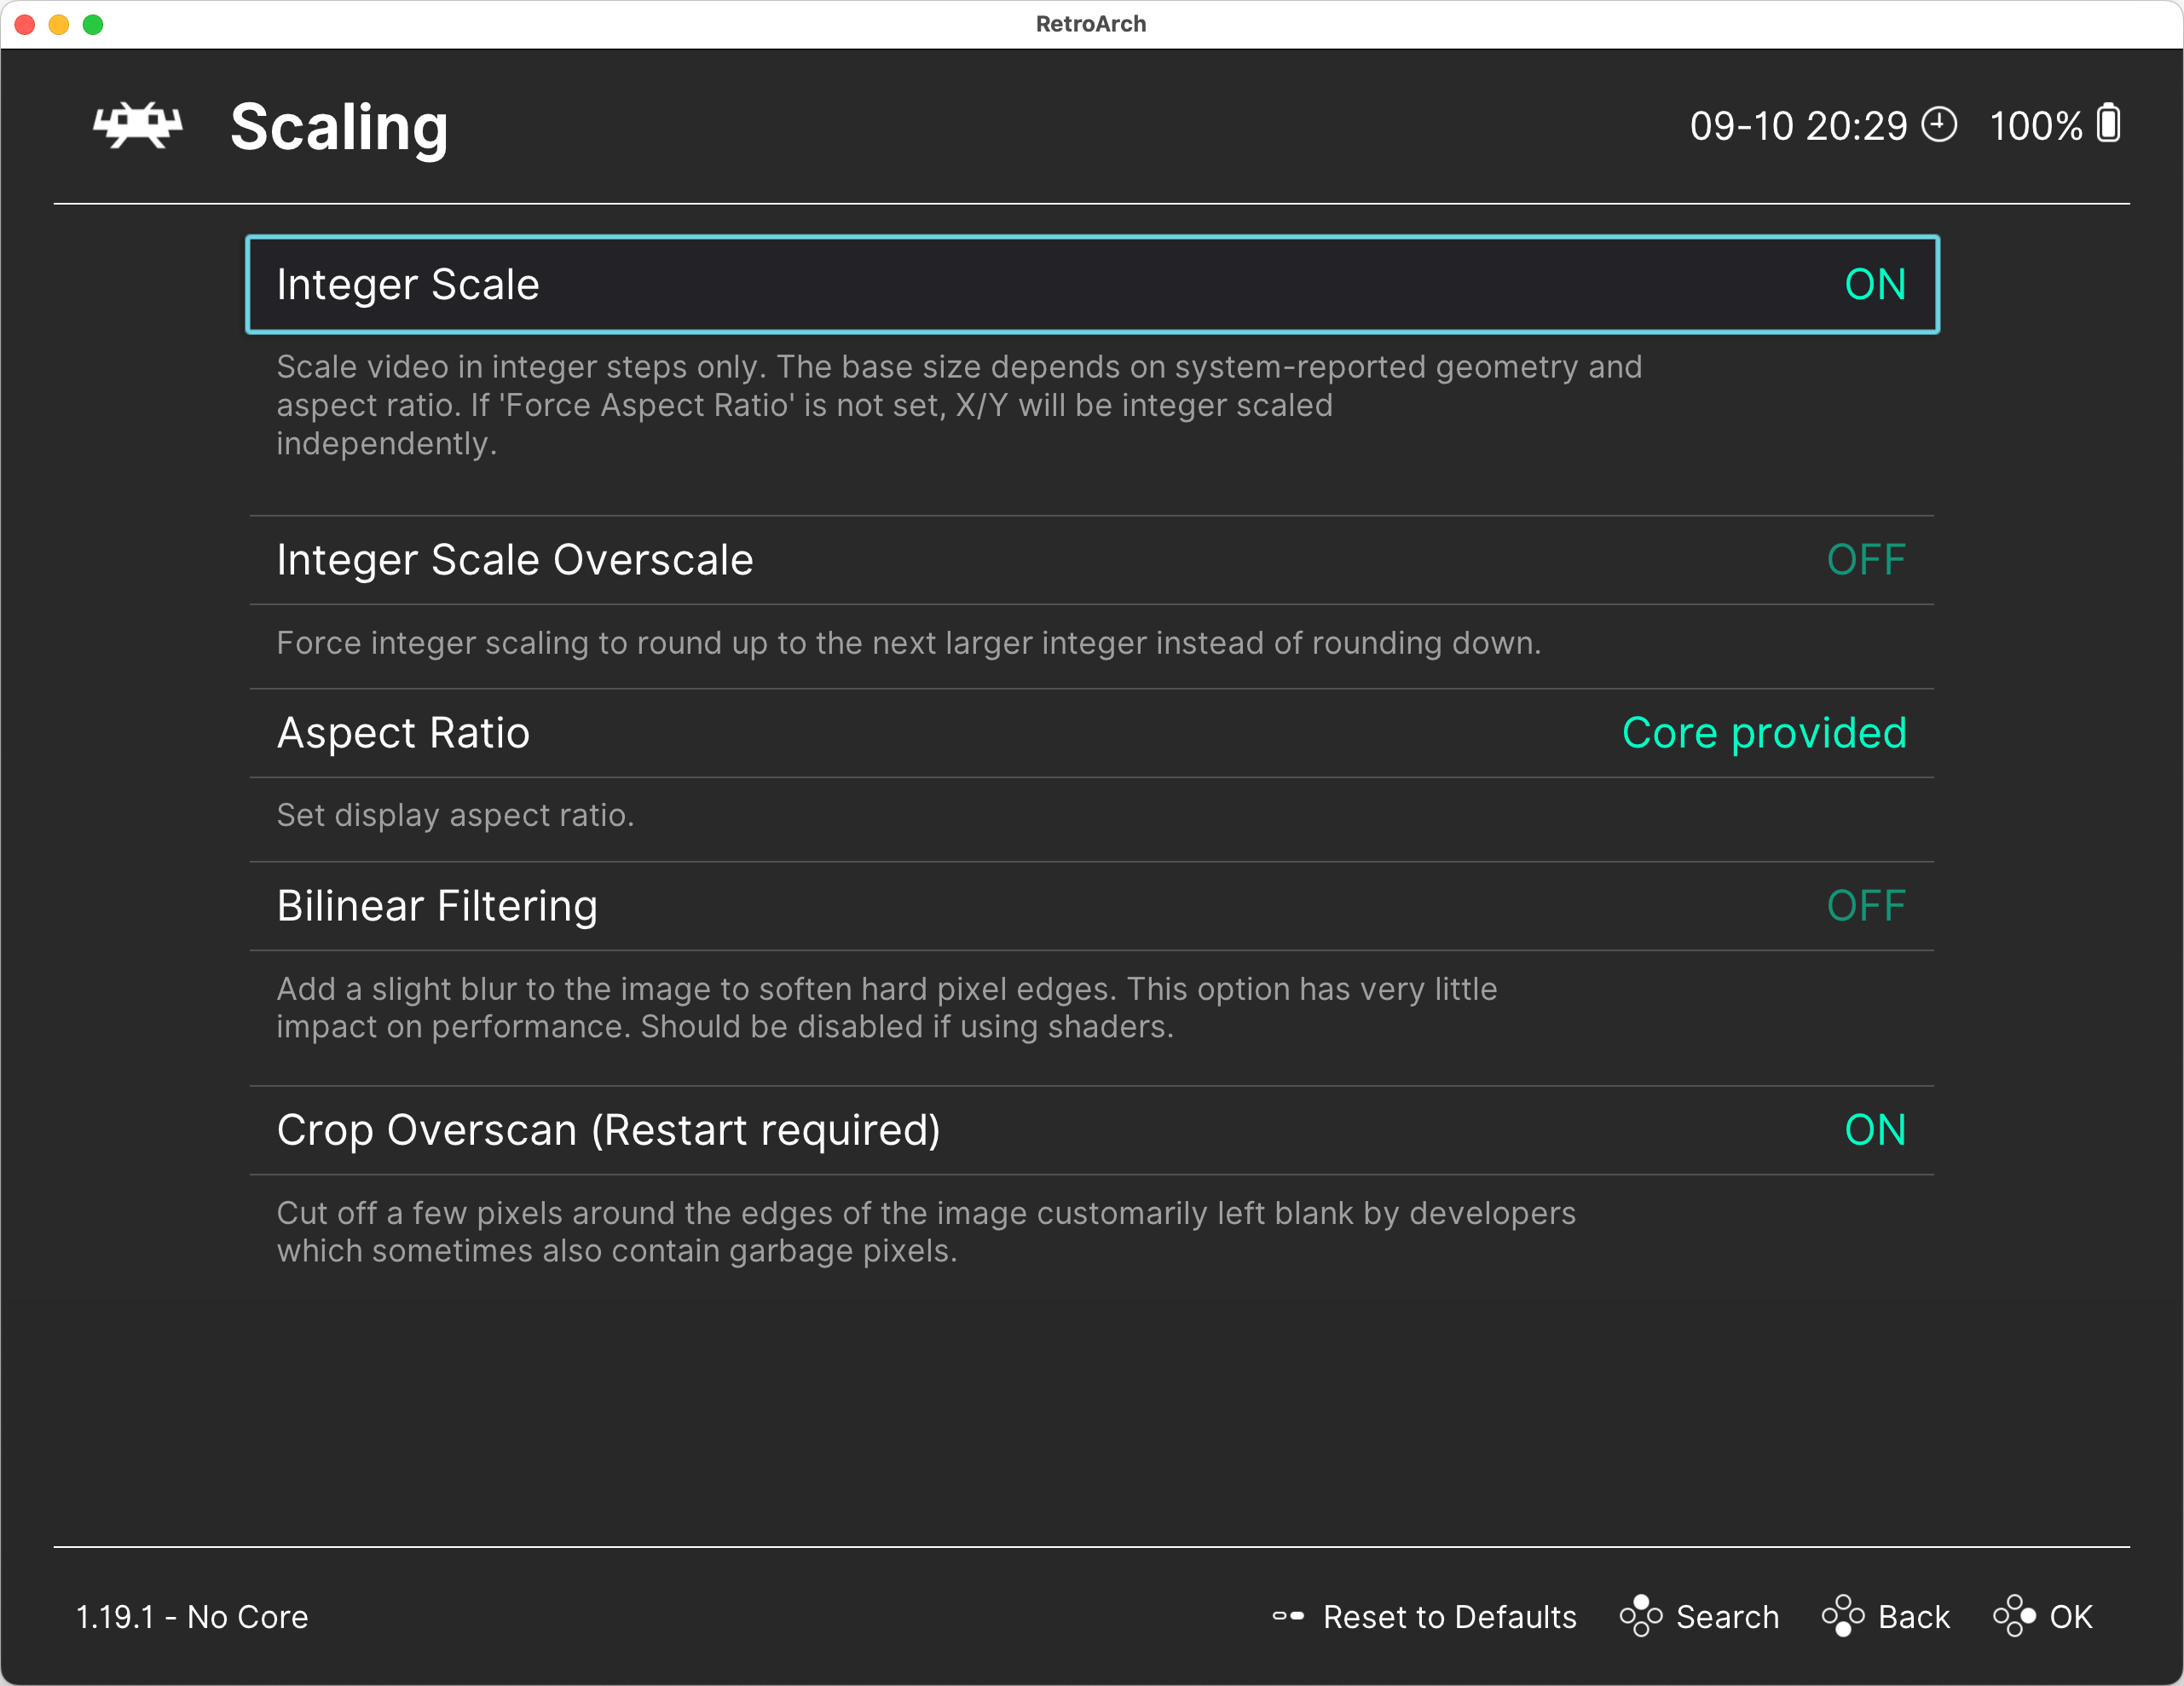 RetroArch
Scaling
09-10 20:29 100%
Integer Scale ON
Scale video in integer steps only. The base size depends on system-reported geometry and
aspect ratio. If 'Force Aspect Ratio' is not set, X/Y will be integer scaled
independently.
Integer Scale Overscale OFF
Force integer scaling to round up to the next larger integer instead of rounding down.
Aspect Ratio Core provided
Set display aspect ratio.
Bilinear Filtering OFF
Add a slight blur to the image to soften hard pixel edges. This option has very little
impact on performance. Should be disabled if using shaders.
Crop Overscan (Restart required) ON
Cut off a few pixels around the edges of the image customarily left blank by developers
which sometimes also contain garbage pixels.
1.19.1 - No Core Reset to Defaults Search Back OK